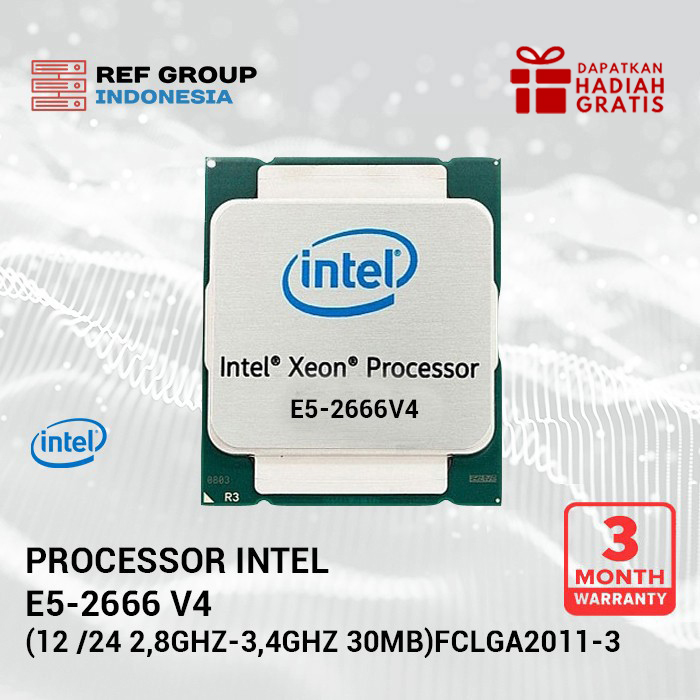 REF GROUP
INDONESIA
DAPATKAN
HADIAH
GRATIS
intel
Intel® Xeon® Processor
E5-2666V4
intel
0803
R3
PROCESSOR INTEL
E5-2666 V4
(12 /24 2,8GHZ-3,4GHZ 30MB)FCLGA2011-3
3
MONTH
WARRANTY